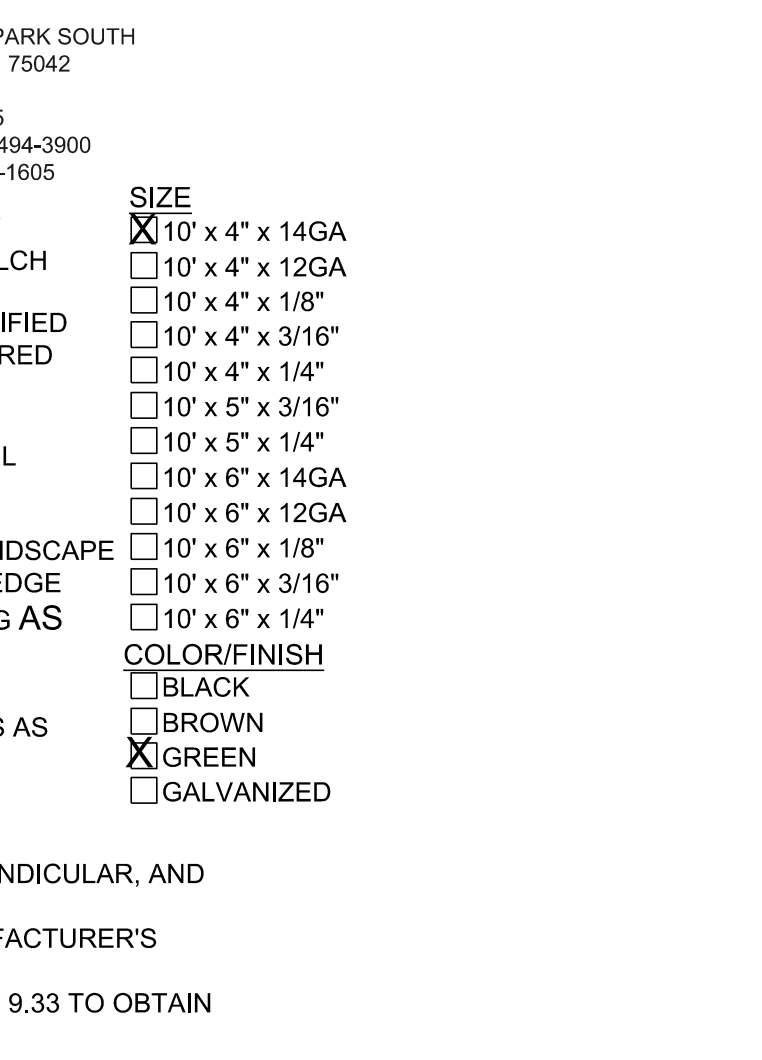 PARK SOUTH
75042
494-3900
-1605
SIZE
X 10' x 4" x 14GA
LCH
10' x 4" x 12GA
10' x 4" x 1/8"
IFIED
10' x 4" x 3/16"
RED
10' x 4" x 1/4"
10' x 5" x 3/16"
10' x 5" x 1/4"
L
10' x 6" x 14GA
10' x 6" x 12GA
NDSCAPE
10' x 6" x 1/8"
EDGE
10' x 6" x 3/16"
G AS
10' x 6" x 1/4"
COLOR/FINISH
BLACK
S AS
BROWN
X GREEN
GALVANIZED
NDICULAR, AND
FACTURER'S
9.33 TO OBTAIN